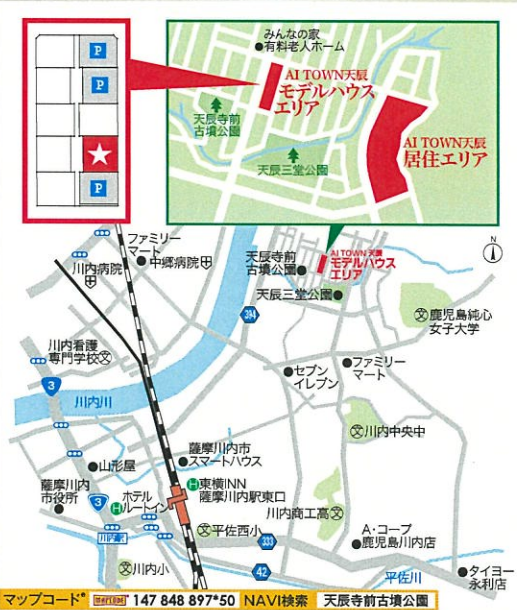 P
P
P
みんなの家
有料老人ホーム
AI TOWN天辰
モデルハウス
エリア
天辰寺前
古墳公園
天辰三堂公園
AI TOWN天辰
居住エリア
N
ファミリー
マート
中郷病院
川内病院
天辰寺前
古墳公園
AI TOWN天辰
モデルハウス
エリア
天辰三堂公園
394
文鹿児島純心
女子大学
川内看護
専門学校文
3
川内川
セブン
イレブン
ファミリー
マート
文川内中央中
薩摩川内市
スマートハウス
山形屋
薩摩川内
市役所
3
ホテル
Hルートイン
H東横INN
薩摩川内駅東口
川内駅
文平佐西小
川内商工高文
333
A・コープ
鹿児島川内店
文川内小
42
平佐川
タイヨー
永利店
マップコード® MAPCODE 147 848 897*50 NAVI検索 天辰寺前古墳公園